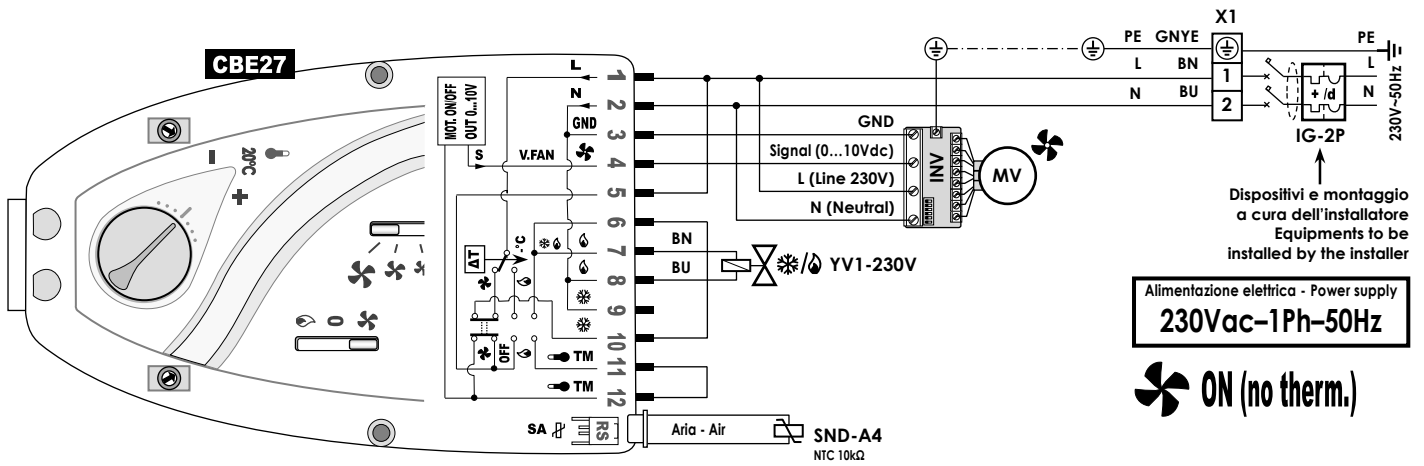 CBE27
20°C
MOT. ON/OFF
OUT 0...10V
L
N
GND
S V.FAN
ΔT
-°C
OFF
TM
TM
1
2
3
4
5
6
7
8
9
10
11
12
SA
RS
Aria - Air
SND-A4
NTC 10kΩ
GND
Signal (0...10Vdc)
L (Line 230V)
N (Neutral)
INV
MV
BN
BU
YV1-230V
X1
PE GNYE
L BN
N BU
1
2
PE
L
N
230V~50Hz
+ /d
IG-2P
Dispositivi e montaggio
a cura dell'installatore
Equipments to be
installed by the installer
Alimentazione elettrica - Power supply
230Vac–1Ph–50Hz
ON (no therm.)